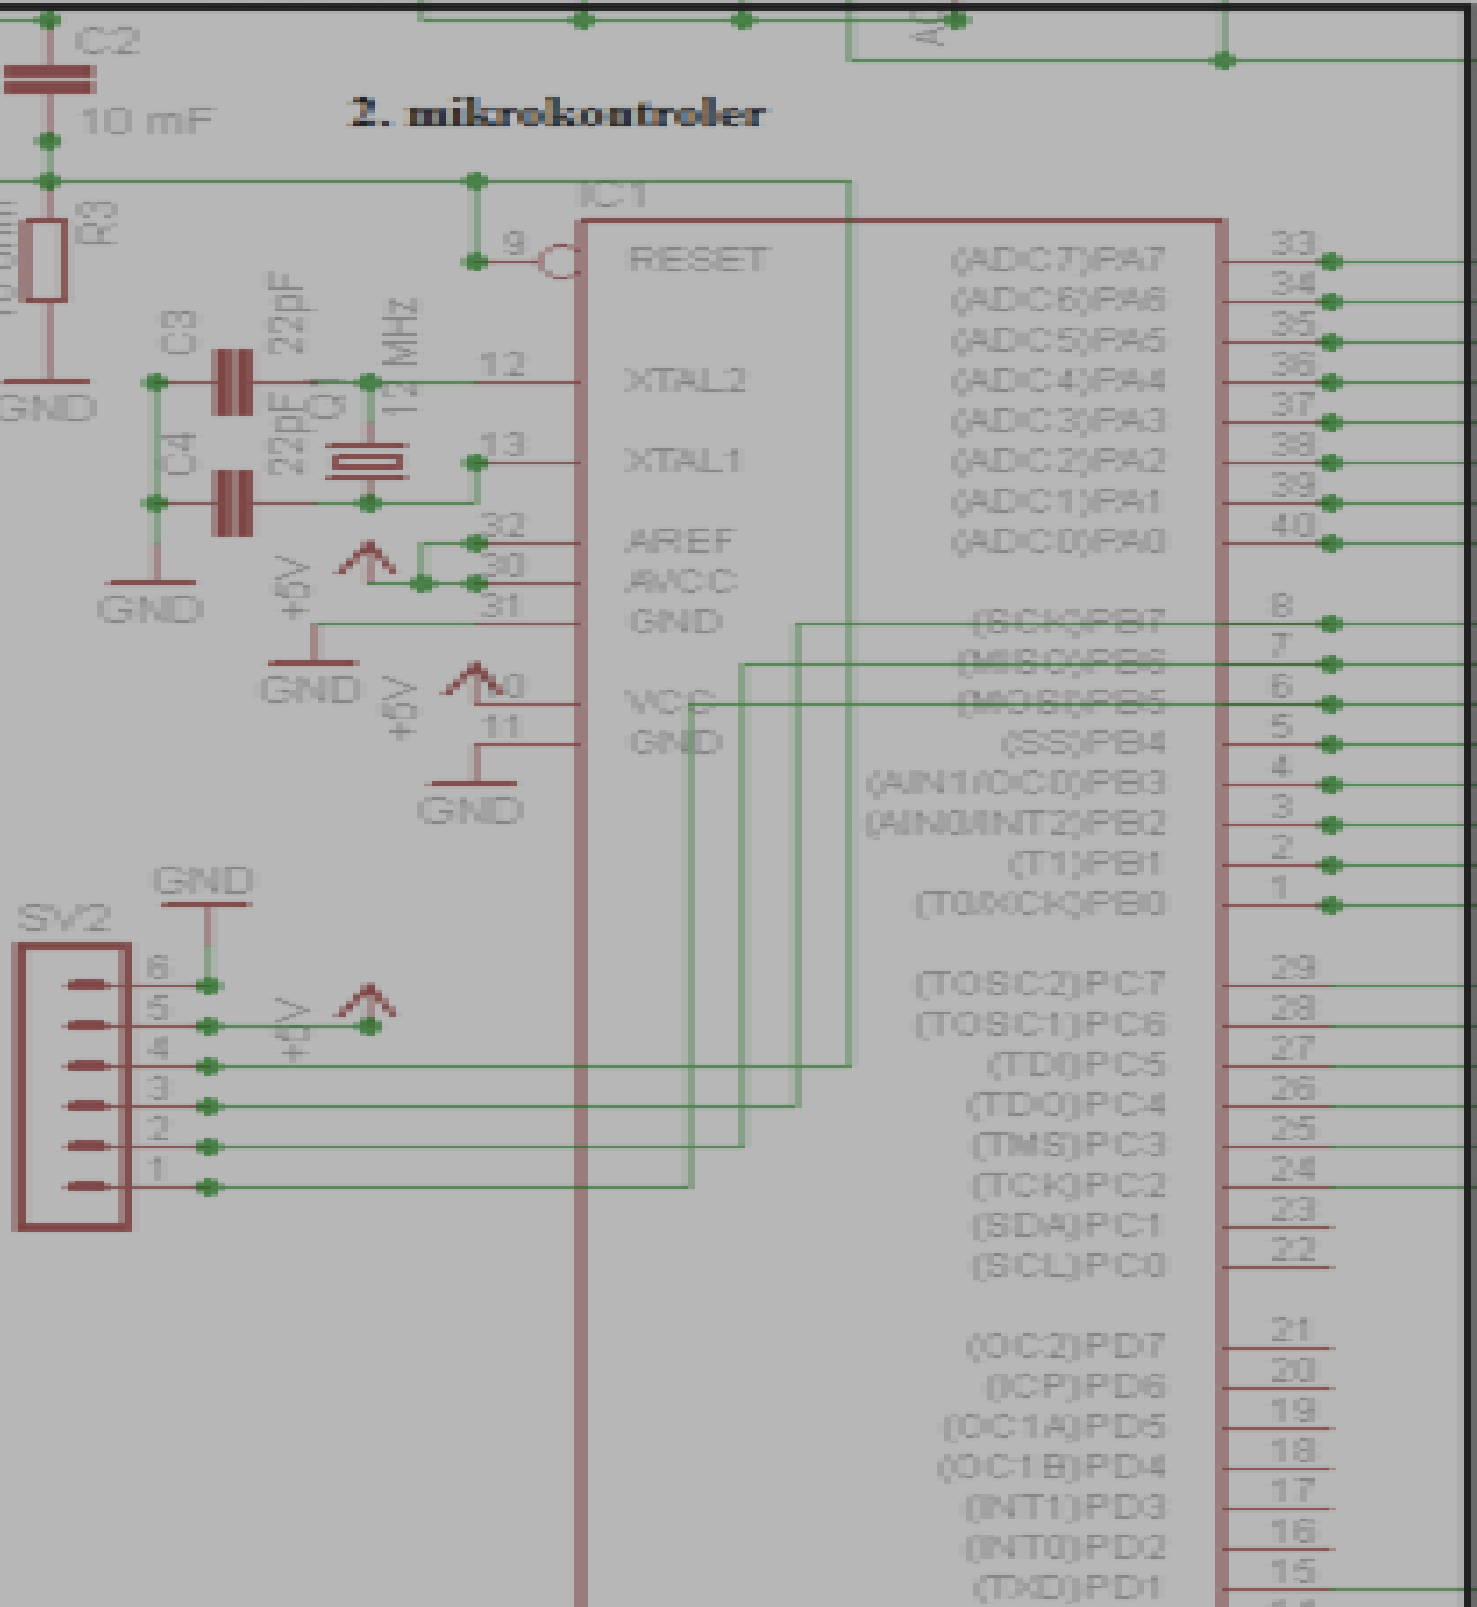 C2
10 mF
2. mikrokontroler
IC1
R3
GND
C3
22pF
C4
22pF
12 MHz
GND
+5V
GND
+5V
GND
9 RESET
12 XTAL2
13 XTAL1
32 AREF
30 AVCC
31 GND
VCC
11 GND
(ADC7)PA7 33
(ADC6)PA6 34
(ADC5)PA5 35
(ADC4)PA4 36
(ADC3)PA3 37
(ADC2)PA2 38
(ADC1)PA1 39
(ADC0)PA0 40
(SCK)PB7 8
(MISO)PB6 7
(MOSI)PB5 6
(SS)PB4 5
(AIN1/OC0)PB3 4
(AIN0/INT2)PB2 3
(T1)PB1 2
(T0/XCK)PB0 1
(TOSC2)PC7 29
(TOSC1)PC6 28
(TDI)PC5 27
(TDO)PC4 26
(TMS)PC3 25
(TCK)PC2 24
(SDA)PC1 23
(SCL)PC0 22
(OC2)PD7 21
(ICP)PD6 20
(OC1A)PD5 19
(OC1B)PD4 18
(INT1)PD3 17
(INT0)PD2 16
(TXD)PD1 15
GND
SV2
6
5
4
3
2
1
+5V